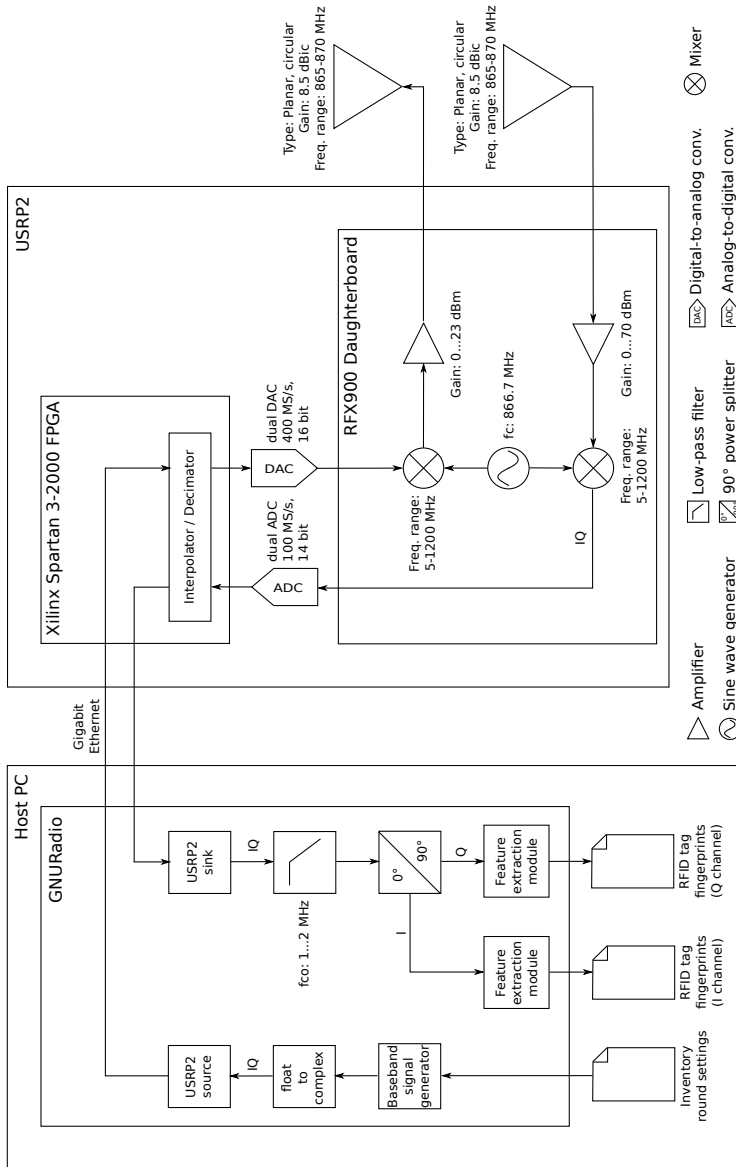 Host PC
GNURadio
USRP2
source
IQ
float
to
complex
Baseband
signal
generator
Inventory
round settings
USRP2
sink
IQ
fco: 1...2 MHz
0°
90°
I
Q
Feature
extraction
module
Feature
extraction
module
RFID tag
fingerprints
(I channel)
RFID tag
fingerprints
(Q channel)
Gigabit
Ethernet
USRP2
Xilinx Spartan 3-2000 FPGA
Interpolator / Decimator
ADC
dual ADC
100 MS/s,
14 bit
DAC
dual DAC
400 MS/s,
16 bit
RFX900 Daughterboard
Freq. range:
5-1200 MHz
Gain: 0...23 dBm
fc: 866.7 MHz
IQ
Freq. range:
5-1200 MHz
Gain: 0...70 dBm
Type: Planar, circular
Gain: 8.5 dBic
Freq. range: 865-870 MHz
Type: Planar, circular
Gain: 8.5 dBic
Freq. range: 865-870 MHz
Amplifier
Sine wave generator
Low-pass filter
0°
90°
90° power splitter
DAC
Digital-to-analog conv.
ADC
Analog-to-digital conv.
Mixer